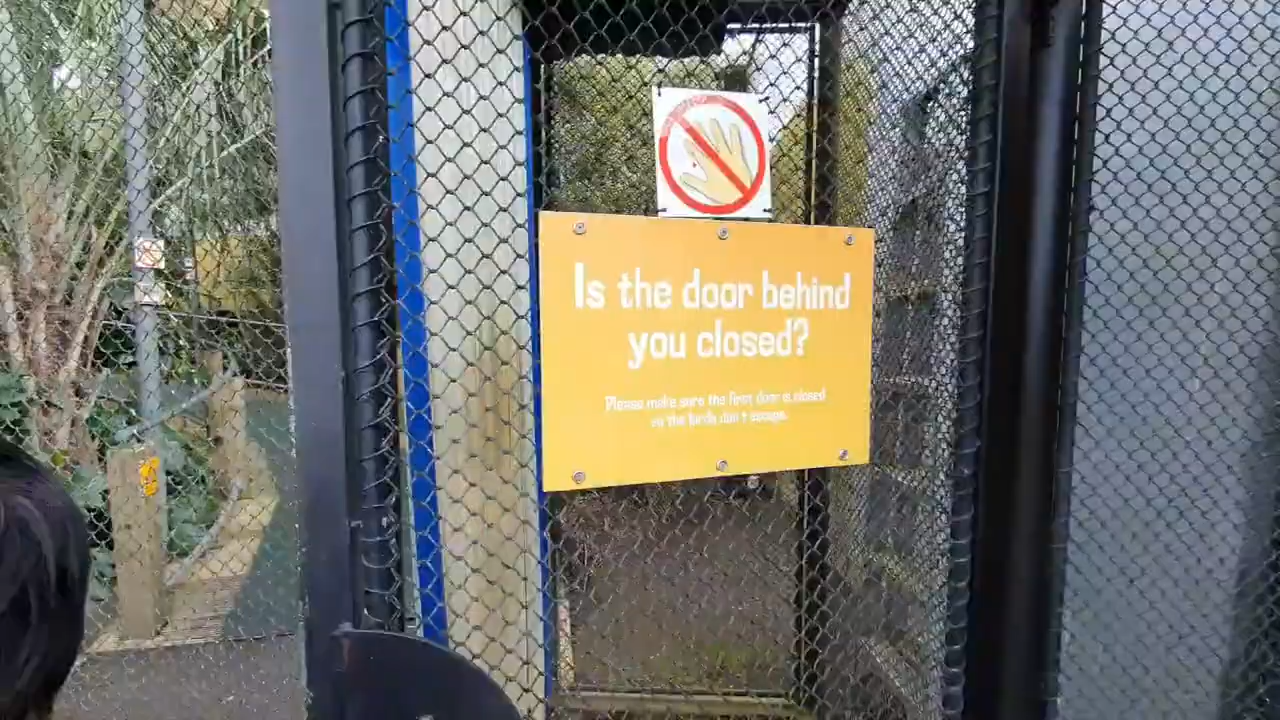 Is the door behind
you closed?
Please make sure the first door is closed
so the birds don't escape.